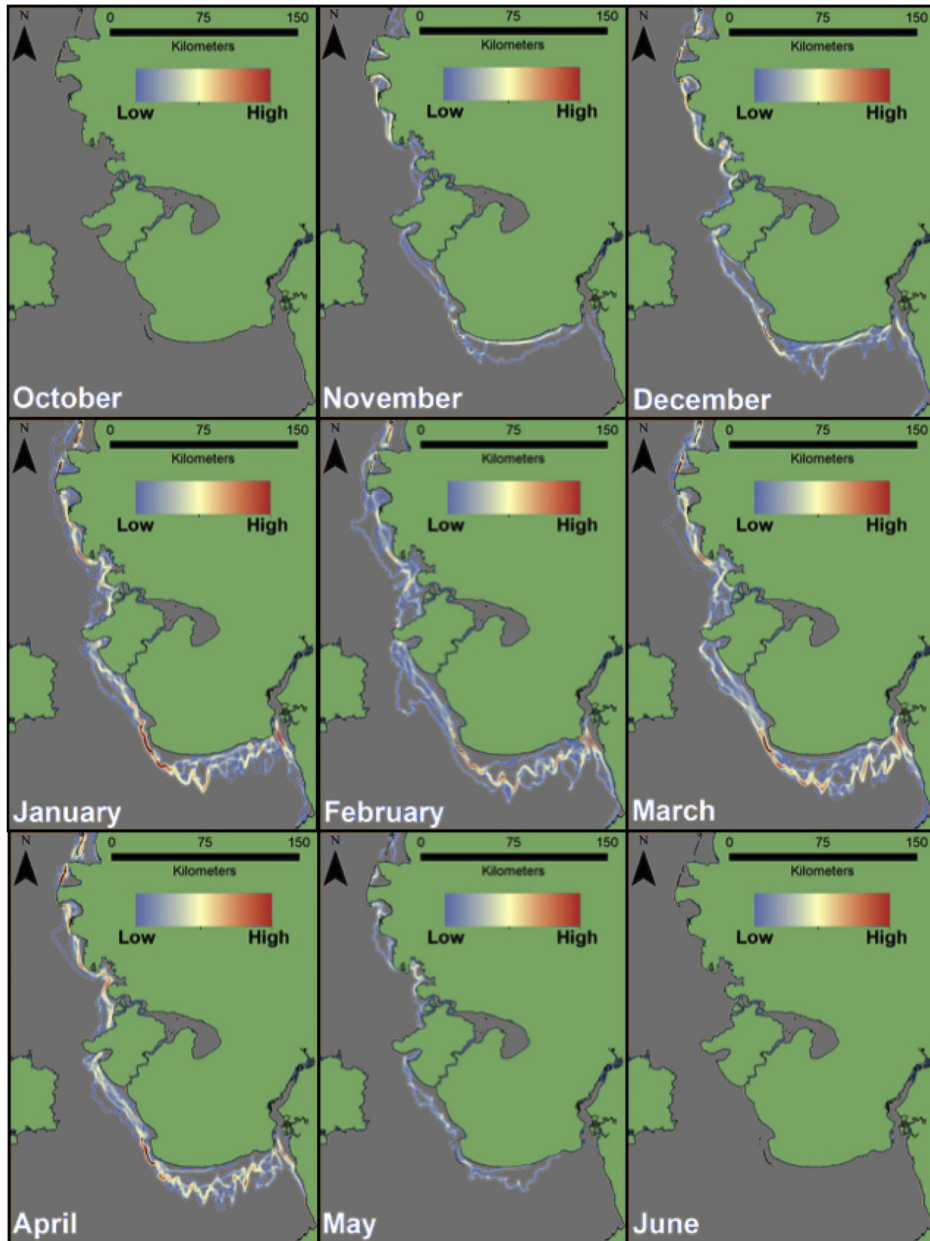 N 0 75 150
Kilometers
Low High
October
N 0 75 150
Kilometers
Low High
November
N 0 75 150
Kilometers
Low High
December
N 0 75 150
Kilometers
Low High
January
N 0 75 150
Kilometers
Low High
February
N 0 75 150
Kilometers
Low High
March
N 0 75 150
Kilometers
Low High
April
N 0 75 150
Kilometers
Low High
May
N 0 75 150
Kilometers
Low High
June